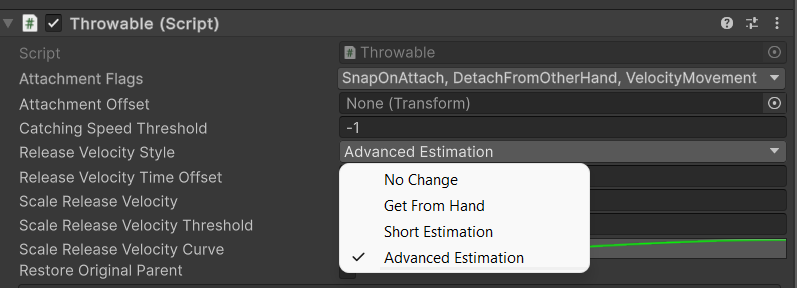 Throwable (Script)
Script Throwable
Attachment Flags SnapOnAttach, DetachFromOtherHand, VelocityMovement
Attachment Offset None (Transform)
Catching Speed Threshold -1
Release Velocity Style Advanced Estimation
Release Velocity Time Offset
No Change
Scale Release Velocity
Get From Hand
Scale Release Velocity Threshold
Short Estimation
Scale Release Velocity Curve
Advanced Estimation
Restore Original Parent